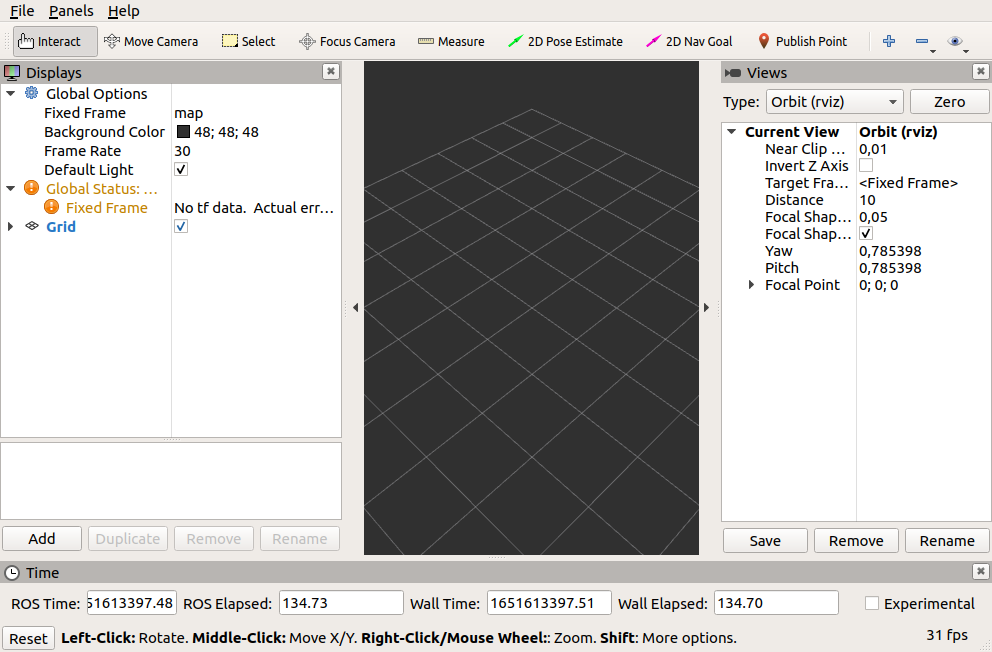 File Panels Help
Interact Move Camera Select Focus Camera Measure 2D Pose Estimate 2D Nav Goal Publish Point
Displays
Global Options
Fixed Frame map
Background Color 48; 48; 48
Frame Rate 30
Default Light
Global Status: ...
Fixed Frame No tf data.  Actual err...
Grid
Add Duplicate Remove Rename
Views
Type: Orbit (rviz) Zero
Current View Orbit (rviz)
Near Clip ... 0,01
Invert Z Axis
Target Fra... <Fixed Frame>
Distance 10
Focal Shap... 0,05
Focal Shap...
Yaw 0,785398
Pitch 0,785398
Focal Point 0; 0; 0
Save Remove Rename
Time
ROS Time: 51613397.48 ROS Elapsed: 134.73 Wall Time: 1651613397.51 Wall Elapsed: 134.70 Experimental
Reset Left-Click: Rotate. Middle-Click: Move X/Y. Right-Click/Mouse Wheel:: Zoom. Shift: More options. 31 fps